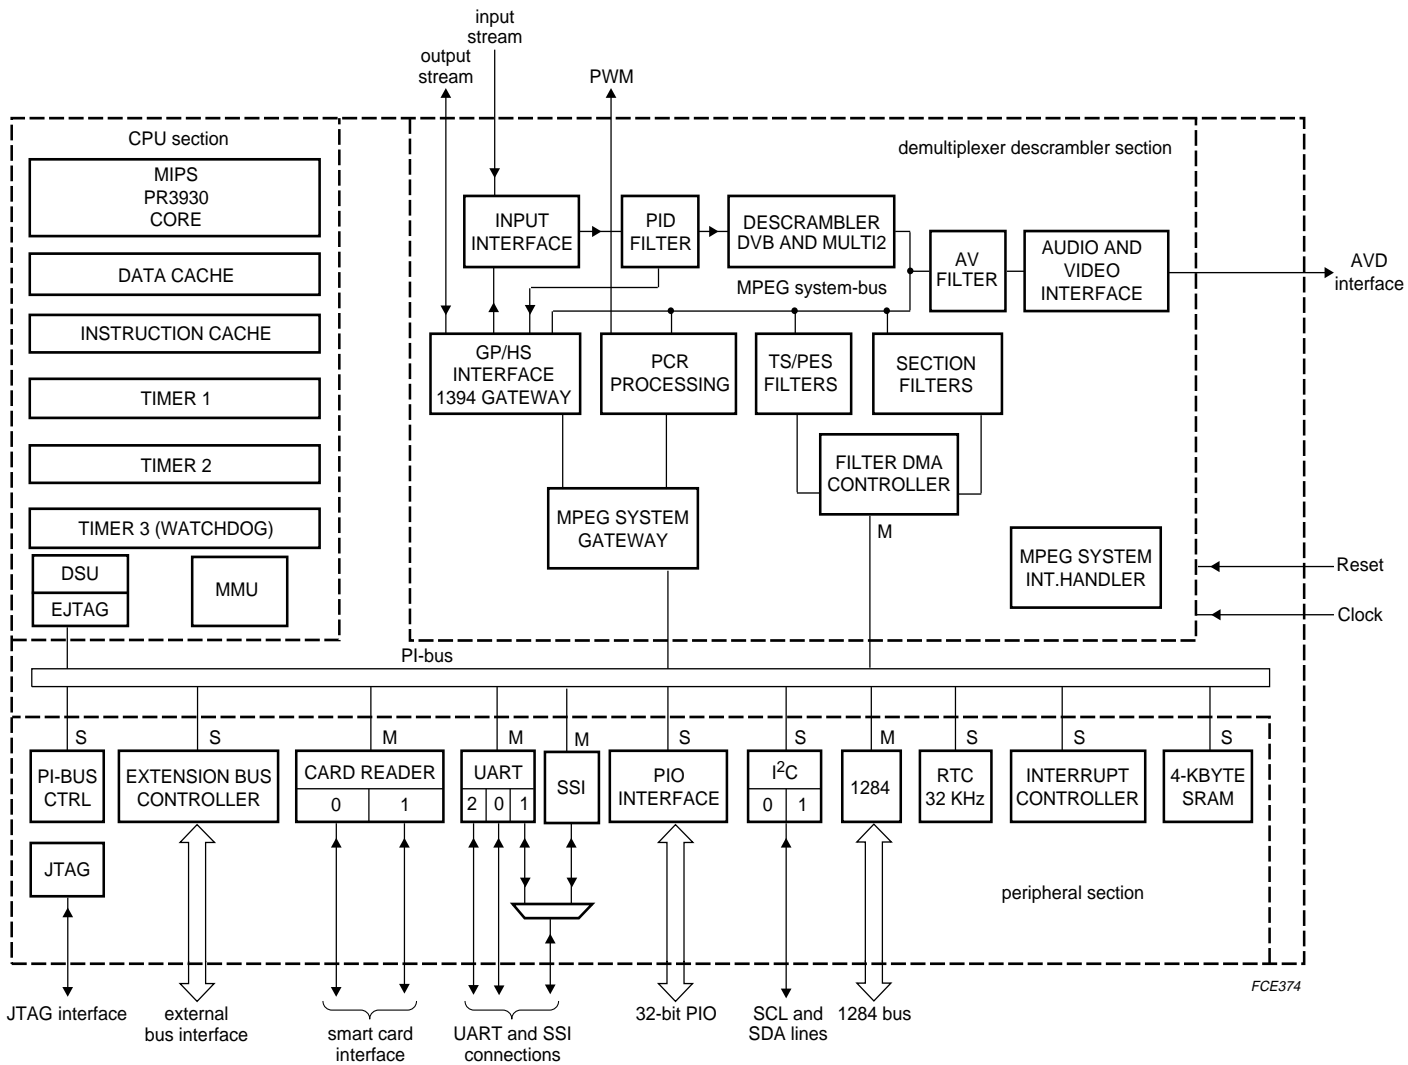 input
stream
output
stream
PWM
CPU section
demultiplexer descrambler section
MIPS
PR3930
CORE
DATA CACHE
INSTRUCTION CACHE
TIMER 1
TIMER 2
TIMER 3 (WATCHDOG)
DSU
EJTAG
MMU
INPUT
INTERFACE
PID
FILTER
DESCRAMBLER
DVB AND MULTI2
AV
FILTER
AUDIO AND
VIDEO
INTERFACE
AVD
interface
MPEG system-bus
GP/HS
INTERFACE
1394 GATEWAY
PCR
PROCESSING
TS/PES
FILTERS
SECTION
FILTERS
FILTER DMA
CONTROLLER
M
MPEG SYSTEM
GATEWAY
MPEG SYSTEM
INT.HANDLER
Reset
Clock
PI-bus
S
S
M
M
M
S
S
M
S
S
S
PI-BUS
CTRL
EXTENSION BUS
CONTROLLER
CARD READER
0 1
UART
2 0 1
SSI
PIO
INTERFACE
I2C
0 1
1284
RTC
32 KHz
INTERRUPT
CONTROLLER
4-KBYTE
SRAM
JTAG
peripheral section
FCE374
JTAG interface
external
bus interface
smart card
interface
UART and SSI
connections
32-bit PIO
SCL and
SDA lines
1284 bus